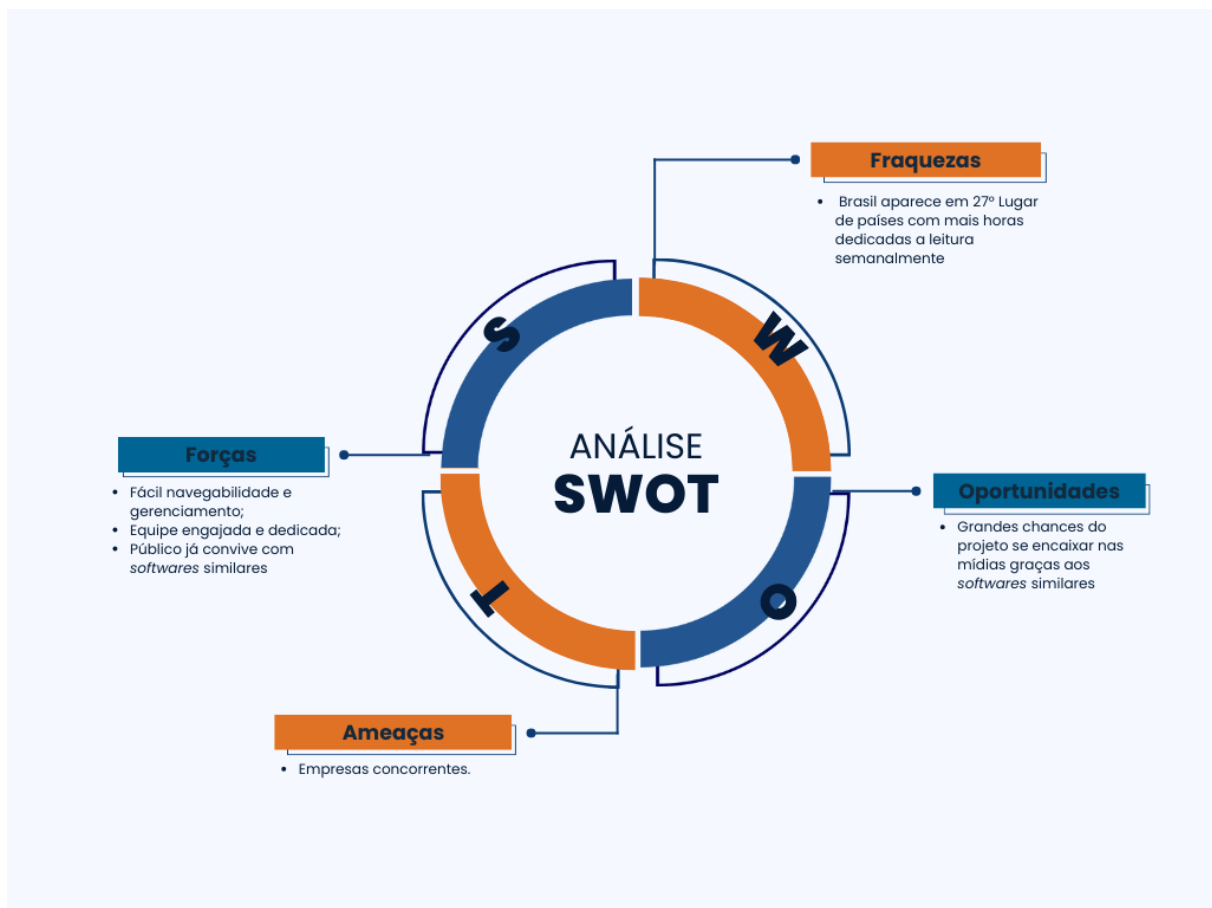 Fraquezas
• Brasil aparece em 27º Lugar
de países com mais horas
dedicadas a leitura
semanalmente
S
W
ANÁLISE
SWOT
Forças
• Fácil navegabilidade e
gerenciamento;
• Equipe engajada e dedicada;
• Público já convive com
softwares similares
Oportunidades
• Grandes chances do
projeto se encaixar nas
mídias graças aos
softwares similares
T
O
Ameaças
• Empresas concorrentes.